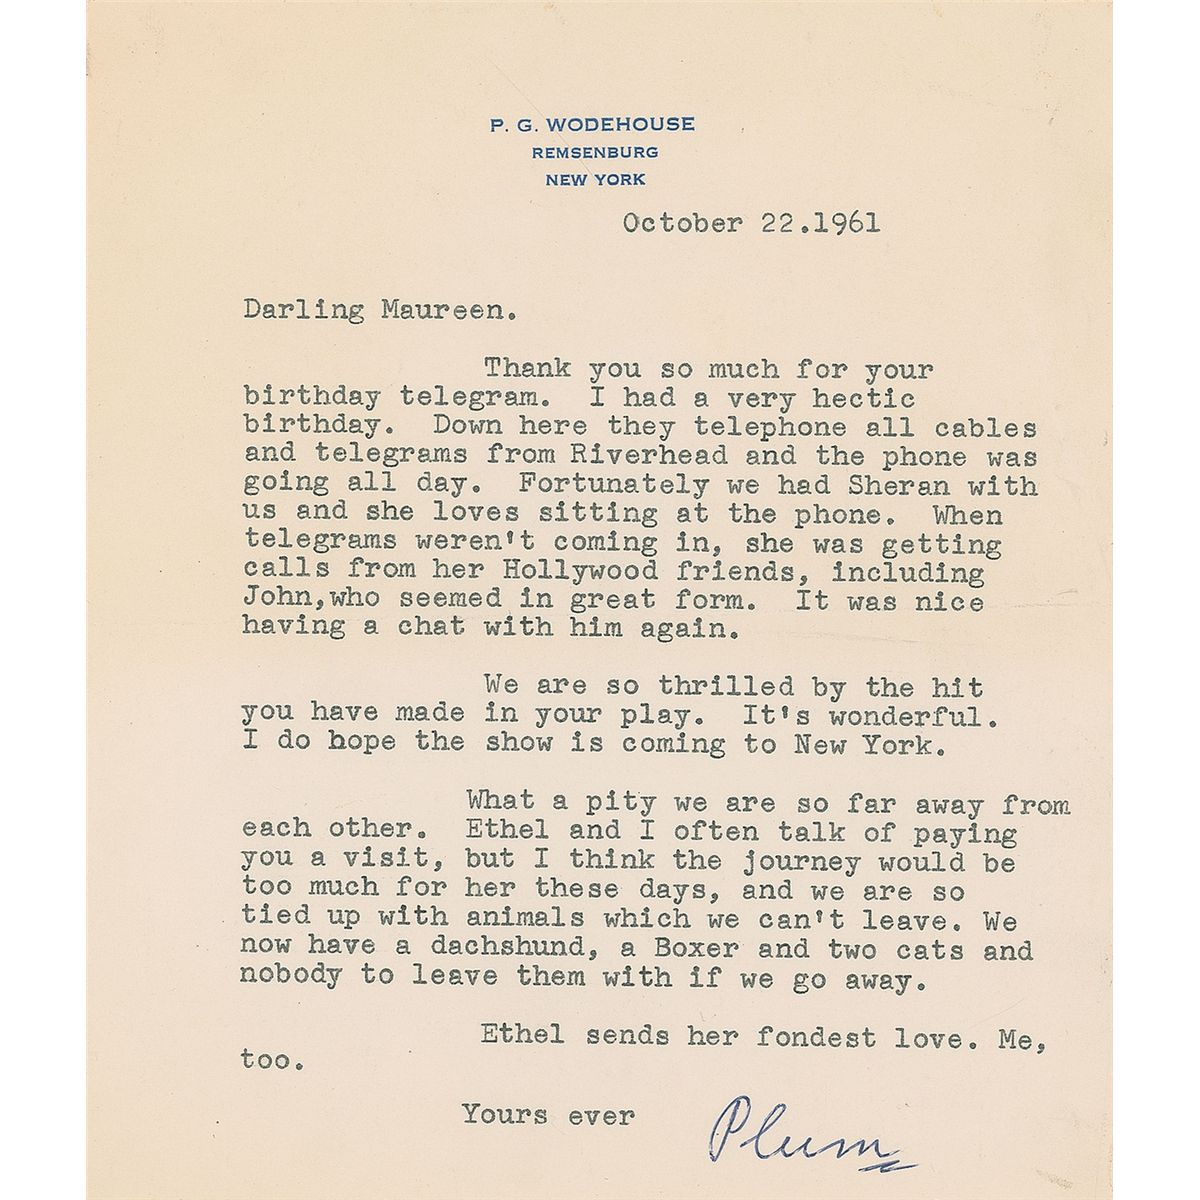 P. G. WODEHOUSE
REMSENBURG
NEW YORK
October 22.1961
Darling Maureen.
Thank you so much for your
birthday telegram. I had a very hectic
birthday. Down here they telephone all cables
and telegrams from Riverhead and the phone was
going all day. Fortunately we had Sheran with
us and she loves sitting at the phone. When
telegrams weren't coming in, she was getting
calls from her Hollywood friends, including
John,who seemed in great form. It was nice
having a chat with him again.
We are so thrilled by the hit
you have made in your play. It's wonderful.
I do hope the show is coming to New York.
What a pity we are so far away from
each other. Ethel and I often talk of paying
you a visit, but I think the journey would be
too much for her these days, and we are so
tied up with animals which we can't leave. We
now have a dachshund, a Boxer and two cats and
nobody to leave them with if we go away.
Ethel sends her fondest love. Me,
too.
Yours ever
Plum